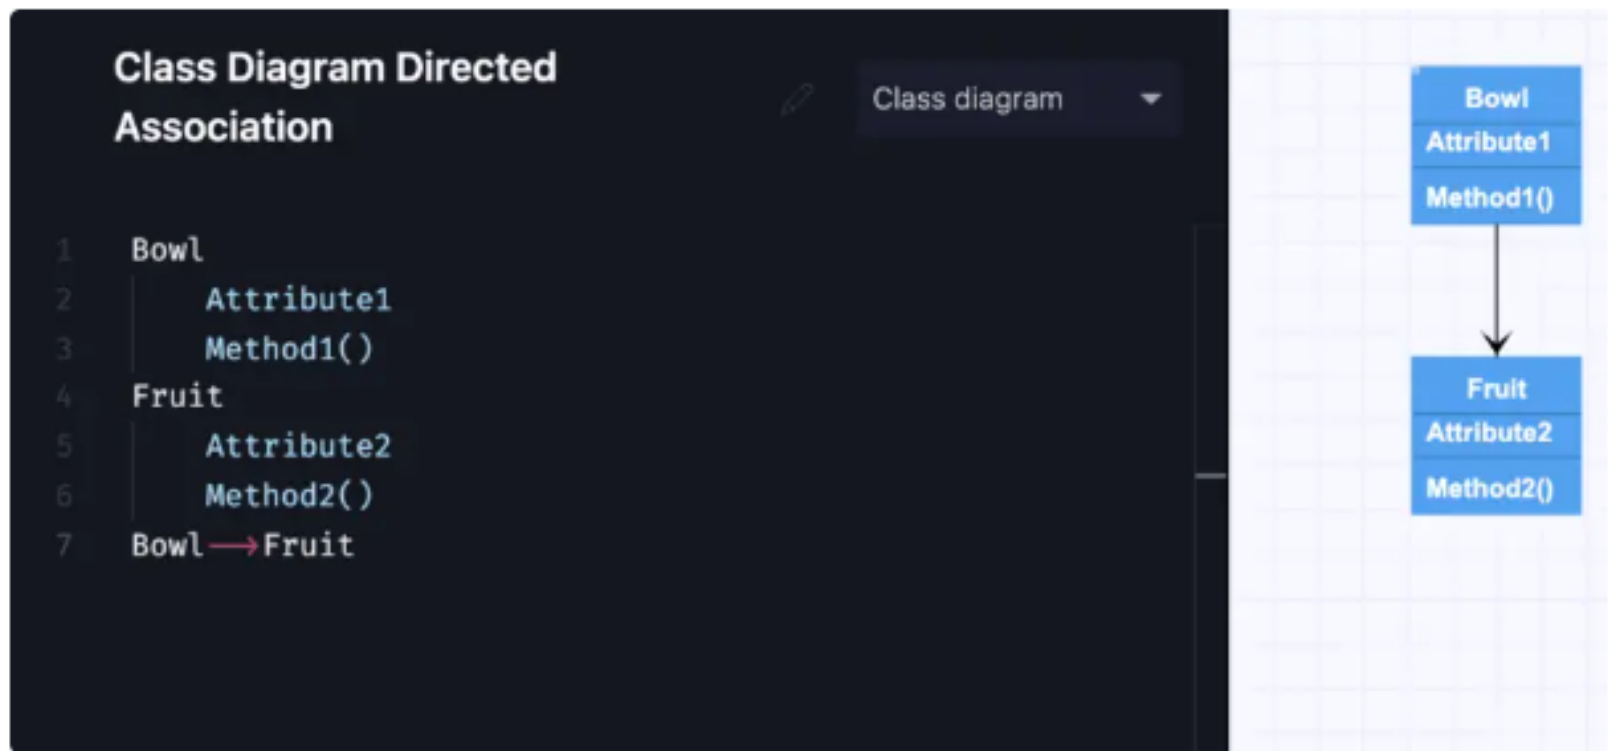 Class Diagram Directed
Association
Class diagram
1 Bowl
2 Attribute1
3 Method1()
4 Fruit
5 Attribute2
6 Method2()
7 Bowl⟶Fruit
Bowl
Attribute1
Method1()
Fruit
Attribute2
Method2()